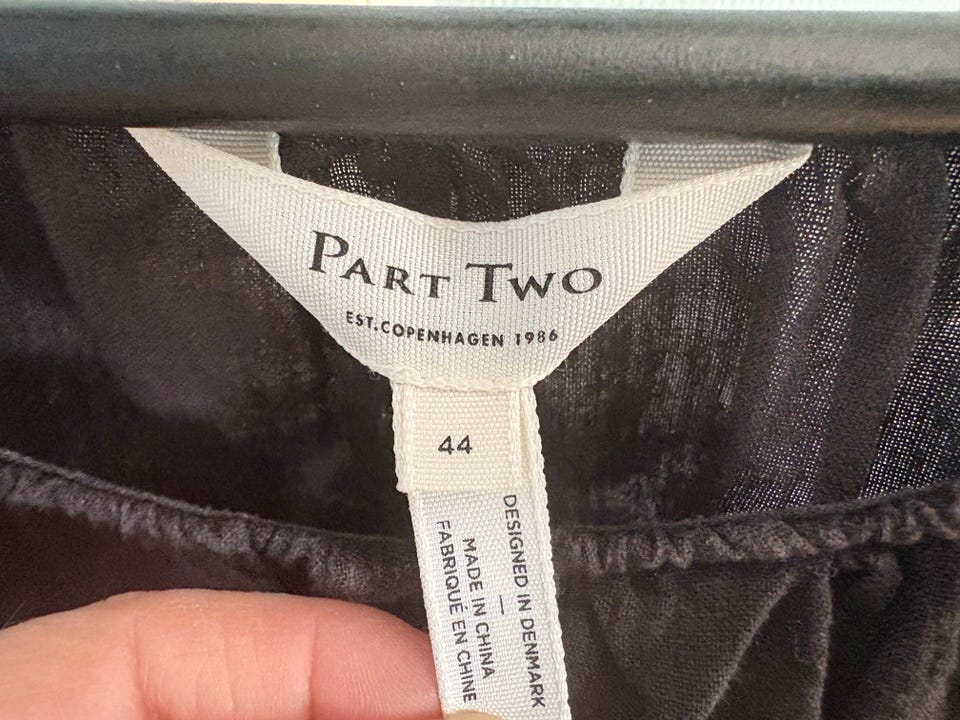 PART TWO
EST. COPENHAGEN 1986
44
DESIGNED IN DENMARK
—
MADE IN CHINA
FABRIQUÉ EN CHINE